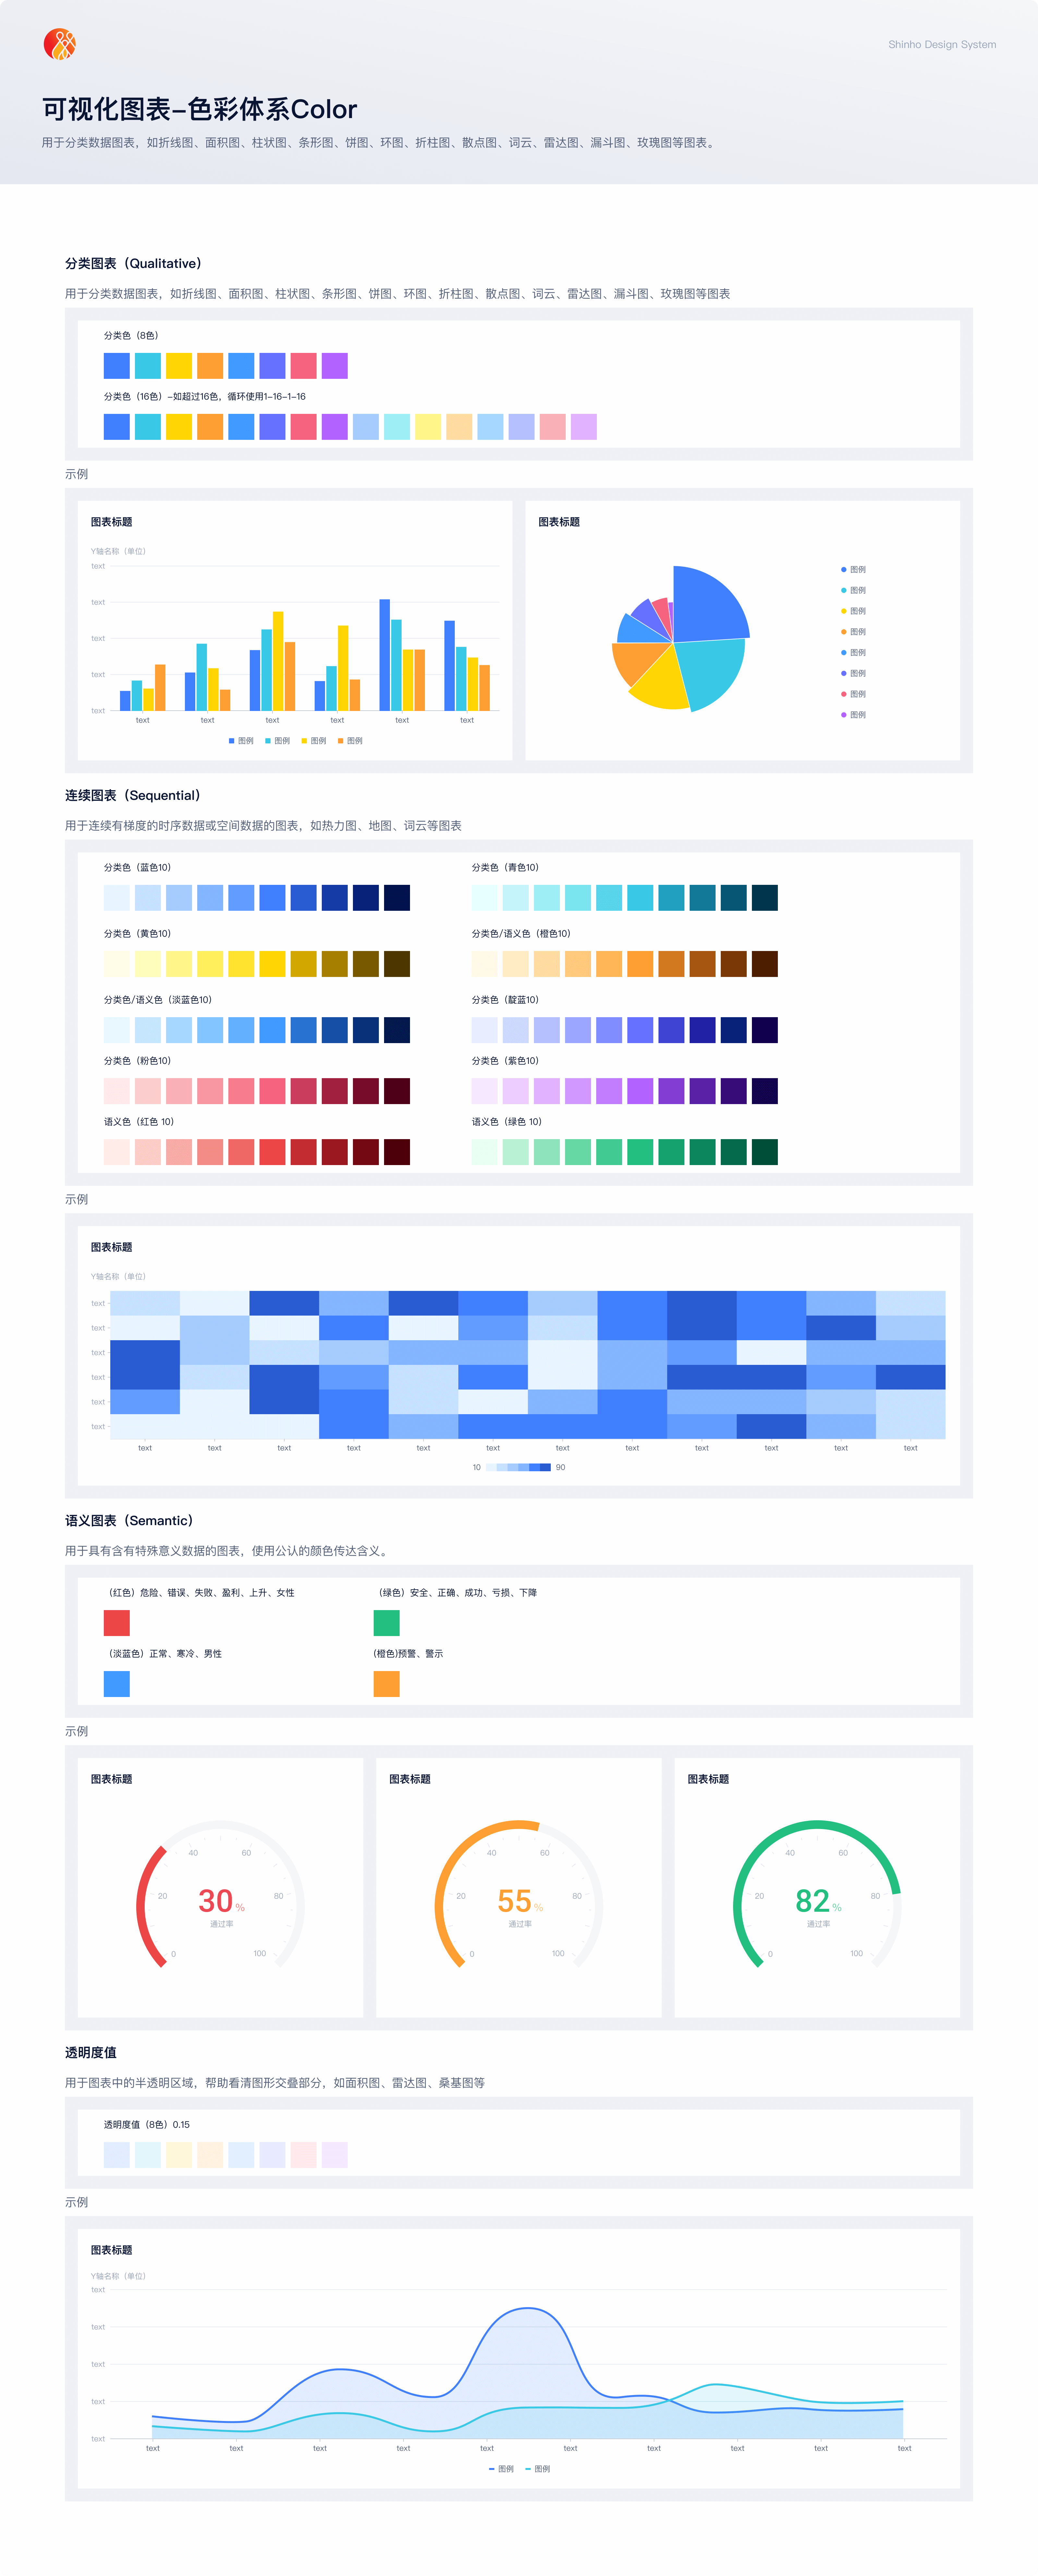 Shinho Design System
可视化图表-色彩体系Color
用于分类数据图表，如折线图、面积图、柱状图、条形图、饼图、环图、折柱图、散点图、词云、雷达图、漏斗图、玫瑰图等图表。
分类图表（Qualitative）
用于分类数据图表，如折线图、面积图、柱状图、条形图、饼图、环图、折柱图、散点图、词云、雷达图、漏斗图、玫瑰图等图表
分类色（8色）
分类色（16色）-如超过16色，循环使用1-16-1-16
示例
图表标题
Y轴名称（单位）
text
text
text
text
text
text text text text text text
图例 图例 图例 图例
图表标题
图例
图例
图例
图例
图例
图例
图例
图例
连续图表（Sequential）
用于连续有梯度的时序数据或空间数据的图表，如热力图、地图、词云等图表
分类色（蓝色10） 分类色（青色10）
分类色（黄色10） 分类色/语义色（橙色10）
分类色/语义色（淡蓝色10） 分类色（靛蓝10）
分类色（粉色10） 分类色（紫色10）
语义色（红色 10） 语义色（绿色 10）
示例
图表标题
Y轴名称（单位）
text
text
text
text
text
text
text text text text text text text text text text text text
10 90
语义图表（Semantic）
用于具有含有特殊意义数据的图表，使用公认的颜色传达含义。
（红色）危险、错误、失败、盈利、上升、女性 （绿色）安全、正确、成功、亏损、下降
（淡蓝色）正常、寒冷、男性 (橙色)预警、警示
示例
图表标题
40 60
20 80
30%
通过率
0 100
图表标题
40 60
20 80
55%
通过率
0 100
图表标题
40 60
20 80
82%
通过率
0 100
透明度值
用于图表中的半透明区域，帮助看清图形交叠部分，如面积图、雷达图、桑基图等
透明度值（8色）0.15
示例
图表标题
Y轴名称（单位）
text
text
text
text
text
text text text text text text text text text text
图例 图例